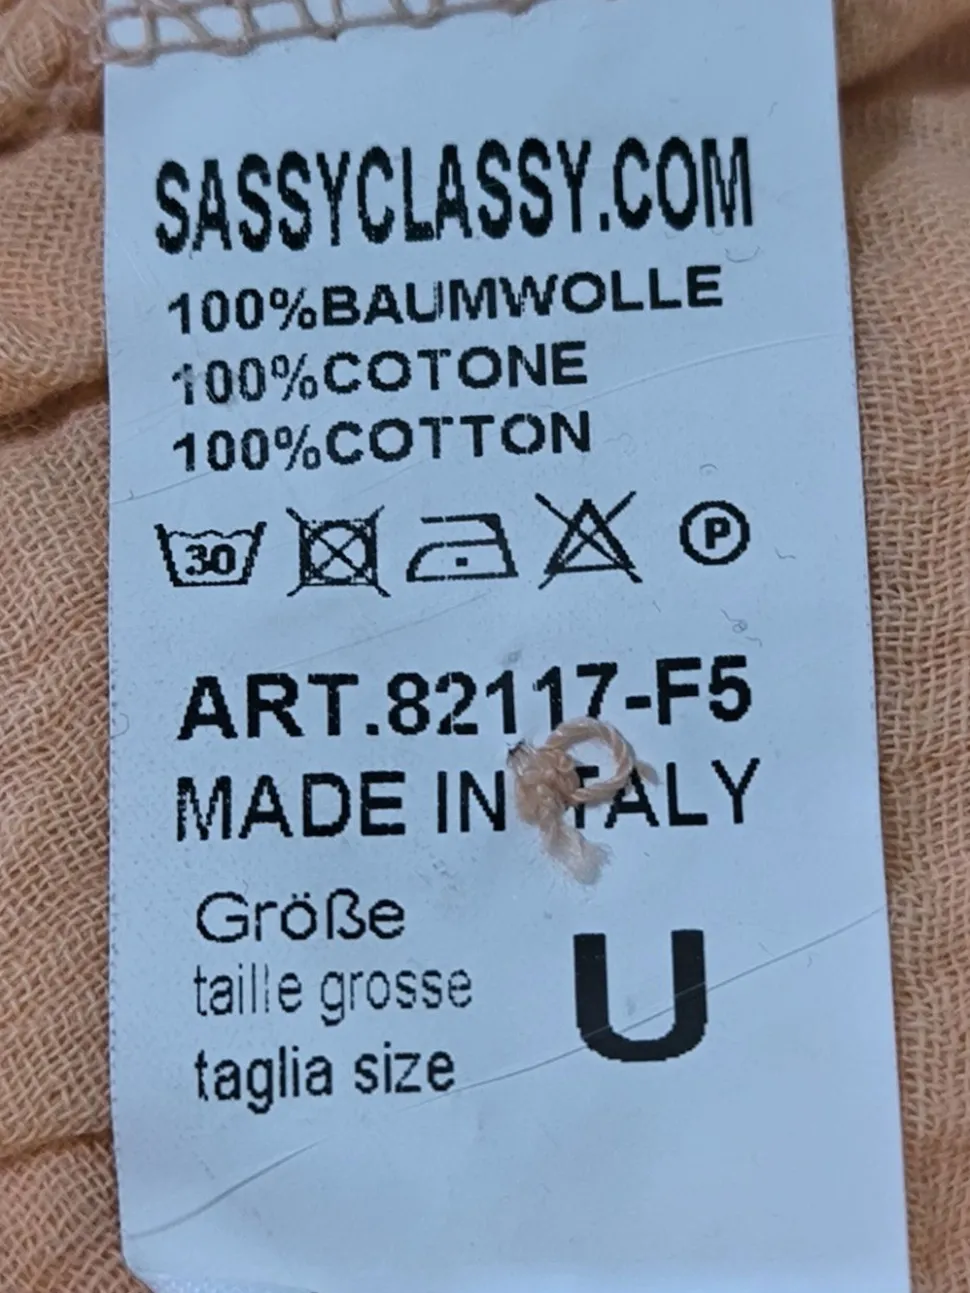 SASSYCLASSY.COM
100%BAUMWOLLE
100%COTONE
100%COTTON
30 P
ART.82117-F5
MADE IN ITALY
Größe
taille grosse
taglia size
U